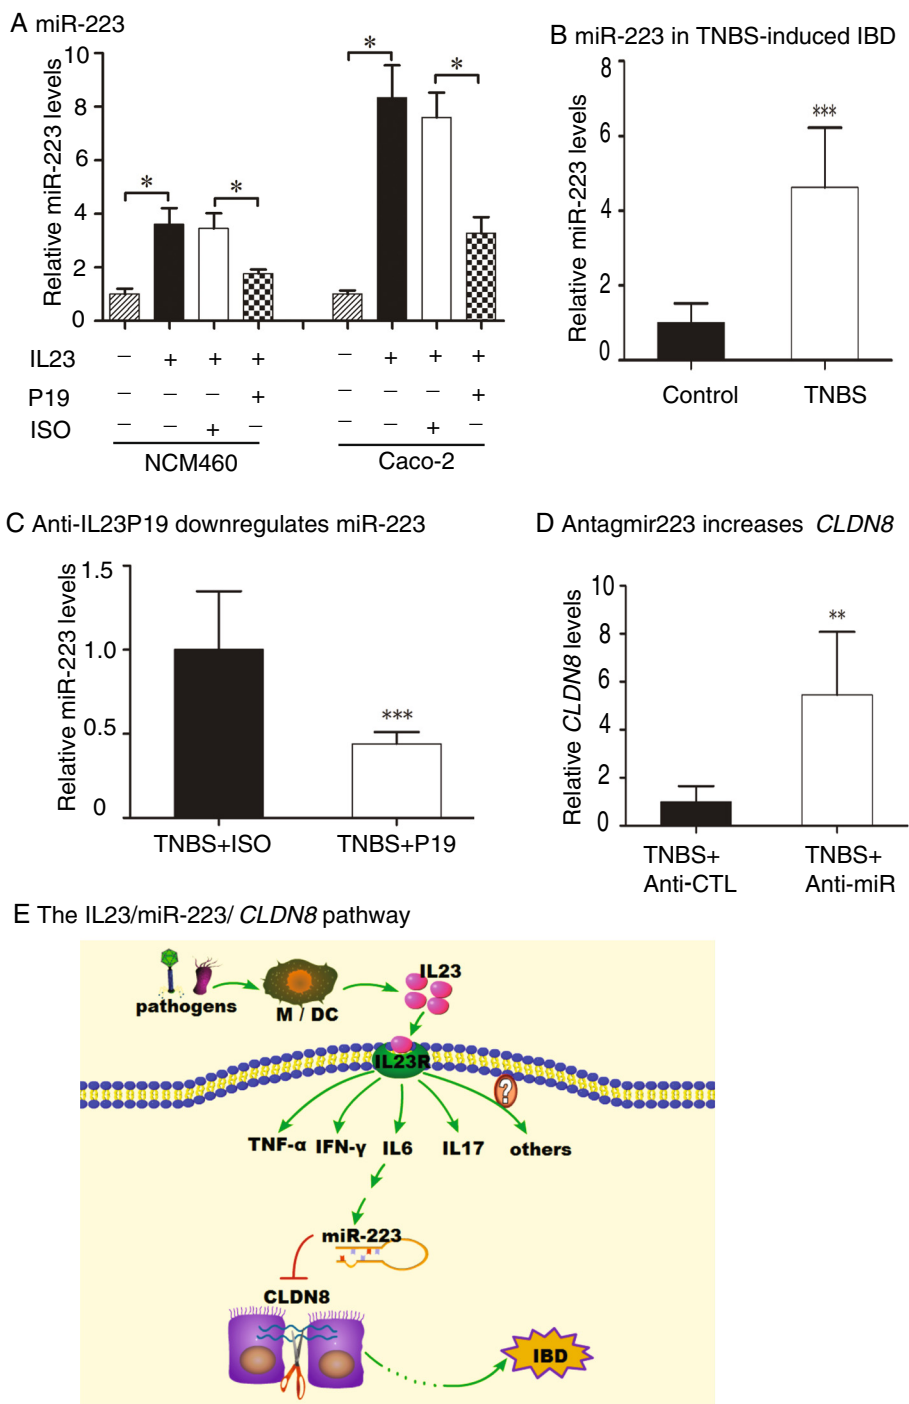 A miR-223
Relative miR-223 levels
10
8
6
4
2
0
* * * *
IL23 – + + + – + + +
P19 – – – + – – – +
ISO – – + – – – + –
NCM460 Caco-2
B miR-223 in TNBS-induced IBD
Relative miR-223 levels
8
6
4
2
0
***
Control TNBS
C Anti-IL23P19 downregulates miR-223
Relative miR-223 levels
1.5
1.0
0.5
0
***
TNBS+ISO TNBS+P19
D Antagmir223 increases CLDN8
Relative CLDN8 levels
10
8
6
4
2
0
**
TNBS+ TNBS+
Anti-CTL Anti-miR
E The IL23/miR-223/ CLDN8 pathway
pathogens
M / DC
IL23
IL23R
?
TNF-α IFN-γ IL6 IL17 others
miR-223
CLDN8
IBD